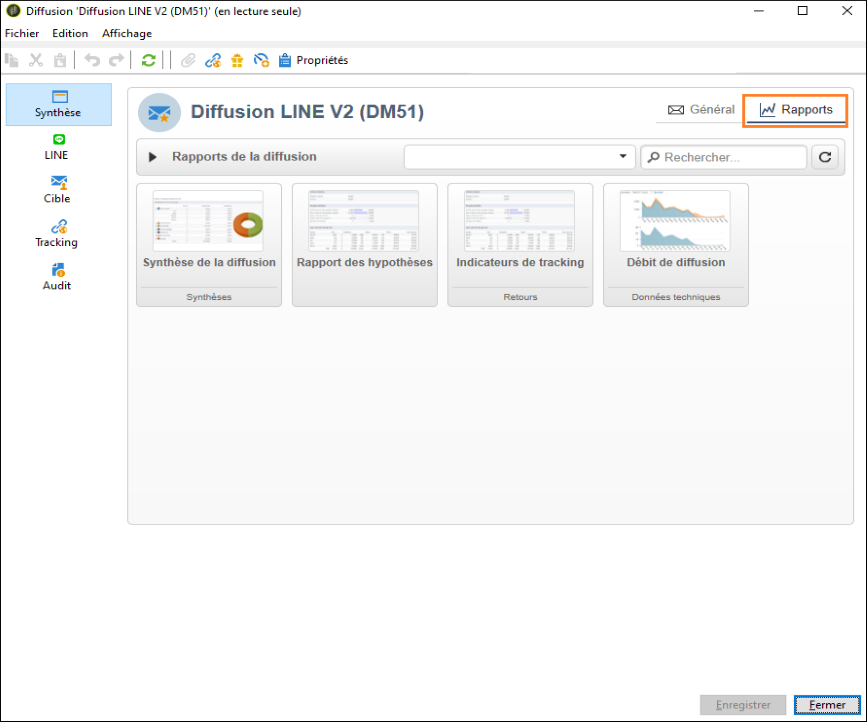 Diffusion 'Diffusion LINE V2 (DM51)' (en lecture seule)
Fichier Edition Affichage
Propriétés
Synthèse
LINE
Cible
Tracking
Audit
Diffusion LINE V2 (DM51)
Général
Rapports
Rapports de la diffusion
Rechercher...
Synthèse de la diffusion
Synthèses
Rapport des hypothèses
Indicateurs de tracking
Retours
Débit de diffusion
Données techniques
Enregistrer
Fermer